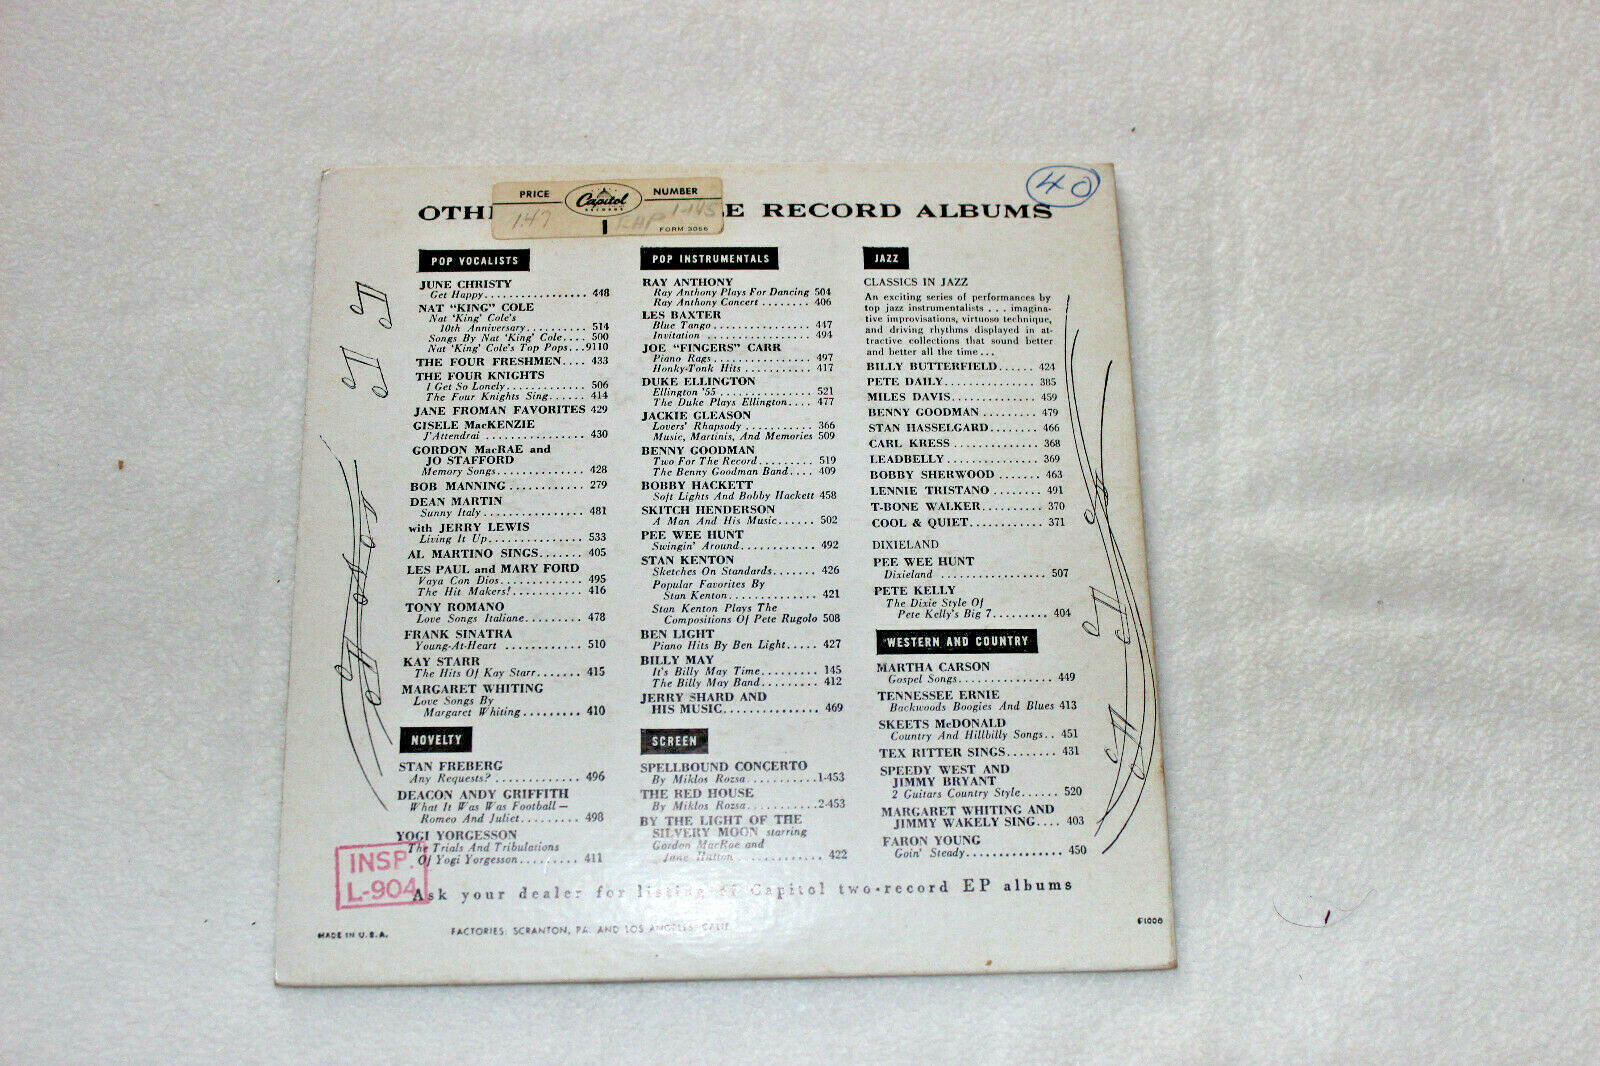 PRICE Capitol RECORDS NUMBER
1.47 EAP 1-145
FORM 3056
40
OTH LE RECORD ALBUMS
POP VOCALISTS
JUNE CHRISTY
Get Happy................. 448
NAT "KING" COLE
Nat 'King' Cole's
10th Anniversary.......... 514
Songs By Nat 'King' Cole.... 500
Nat 'King' Cole's Top Pops...9110
THE FOUR FRESHMEN.... 433
THE FOUR KNIGHTS
I Get So Lonely............. 506
The Four Knights Sing...... 414
JANE FROMAN FAVORITES 429
GISELE MacKENZIE
J'Attendrai ................ 430
GORDON MacRAE and
JO STAFFORD
Memory Songs.............. 428
BOB MANNING............ 279
DEAN MARTIN
Sunny Italy................ 481
with JERRY LEWIS
Living It Up............... 533
AL MARTINO SINGS....... 405
LES PAUL and MARY FORD
Vaya Con Dios............. 495
The Hit Makers!........... 416
TONY ROMANO
Love Songs Italiane......... 478
FRANK SINATRA
Young-At-Heart ............ 510
KAY STARR
The Hits Of Kay Starr....... 415
MARGARET WHITING
Love Songs By
Margaret Whiting ......... 410
NOVELTY
STAN FREBERG
Any Requests? ............. 496
DEACON ANDY GRIFFITH
What It Was Was Football—
Romeo And Juliet......... 498
YOGI YORGESSON
The Trials And Tribulations
Of Yogi Yorgesson......... 411
POP INSTRUMENTALS
RAY ANTHONY
Ray Anthony Plays For Dancing 504
Ray Anthony Concert ........ 406
LES BAXTER
Blue Tango................ 447
Invitation ................. 494
JOE "FINGERS" CARR
Piano Rags................ 497
Honky-Tonk Hits ........... 417
DUKE ELLINGTON
Ellington '55 ............... 521
The Duke Plays Ellington.... 477
JACKIE GLEASON
Lovers' Rhapsody ........... 366
Music, Martinis, And Memories 509
BENNY GOODMAN
Two For The Record......... 519
The Benny Goodman Band.... 409
BOBBY HACKETT
Soft Lights And Bobby Hackett 458
SKITCH HENDERSON
A Man And His Music...... 502
PEE WEE HUNT
Swingin' Around............ 492
STAN KENTON
Sketches On Standards....... 426
Popular Favorites By
Stan Kenton.............. 421
Stan Kenton Plays The
Compositions Of Pete Rugolo 508
BEN LIGHT
Piano Hits By Ben Light..... 427
BILLY MAY
It's Billy May Time.......... 145
The Billy May Band......... 412
JERRY SHARD AND
HIS MUSIC............... 469
SCREEN
SPELLBOUND CONCERTO
By Miklos Rozsa...........1-453
THE RED HOUSE
By Miklos Rozsa...........2-453
BY THE LIGHT OF THE
SILVERY MOON starring
Gordon MacRae and
Jane Hutton ............. 422
JAZZ
CLASSICS IN JAZZ
An exciting series of performances by
top jazz instrumentalists . . . imagina-
tive improvisations, virtuoso technique,
and driving rhythms displayed in at-
tractive collections that sound better
and better all the time...
BILLY BUTTERFIELD...... 424
PETE DAILY............... 385
MILES DAVIS.............. 459
BENNY GOODMAN ......... 479
STAN HASSELGARD........ 466
CARL KRESS .............. 368
LEADBELLY............... 369
BOBBY SHERWOOD ....... 463
LENNIE TRISTANO ........ 491
T-BONE WALKER.......... 370
COOL & QUIET............ 371
DIXIELAND
PEE WEE HUNT
Dixieland ................. 507
PETE KELLY
The Dixie Style Of
Pete Kelly's Big 7......... 404
WESTERN AND COUNTRY
MARTHA CARSON
Gospel Songs............... 449
TENNESSEE ERNIE
Backwoods Boogies And Blues 413
SKEETS McDONALD
Country And Hillbilly Songs.. 451
TEX RITTER SINGS........ 431
SPEEDY WEST AND
JIMMY BRYANT
2 Guitars Country Style...... 520
MARGARET WHITING AND
JIMMY WAKELY SING.... 403
FARON YOUNG
Goin' Steady............... 450
INSP.
L-904
Ask your dealer for listing of Capitol two-record EP albums
MADE IN U.S.A.
FACTORIES: SCRANTON, PA. AND LOS ANGELES, CALIF.